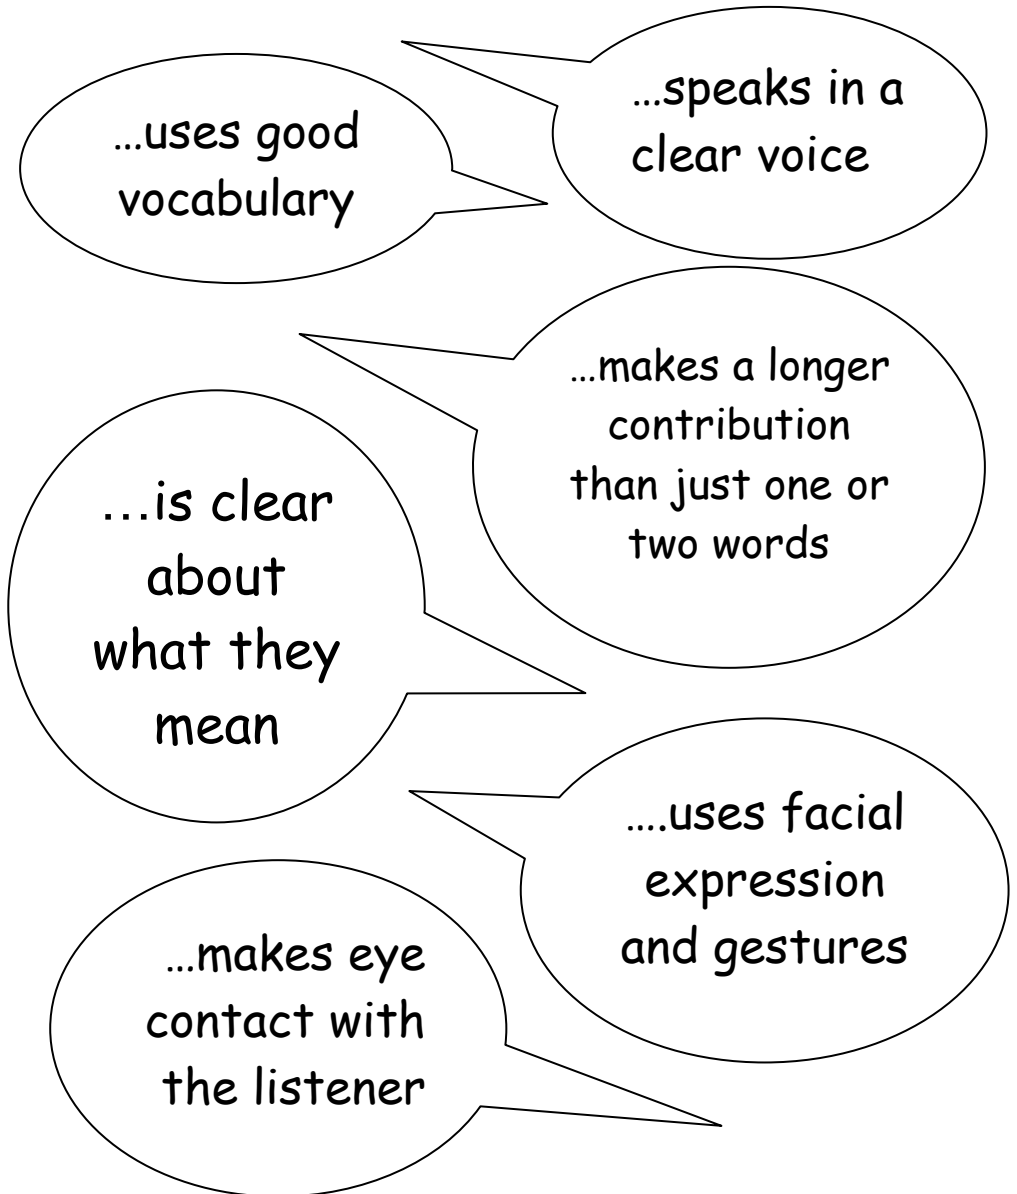 ...uses good
vocabulary
...speaks in a
clear voice
...makes a longer
contribution
than just one or
two words
...is clear
about
what they
mean
....uses facial
expression
and gestures
...makes eye
contact with
the listener